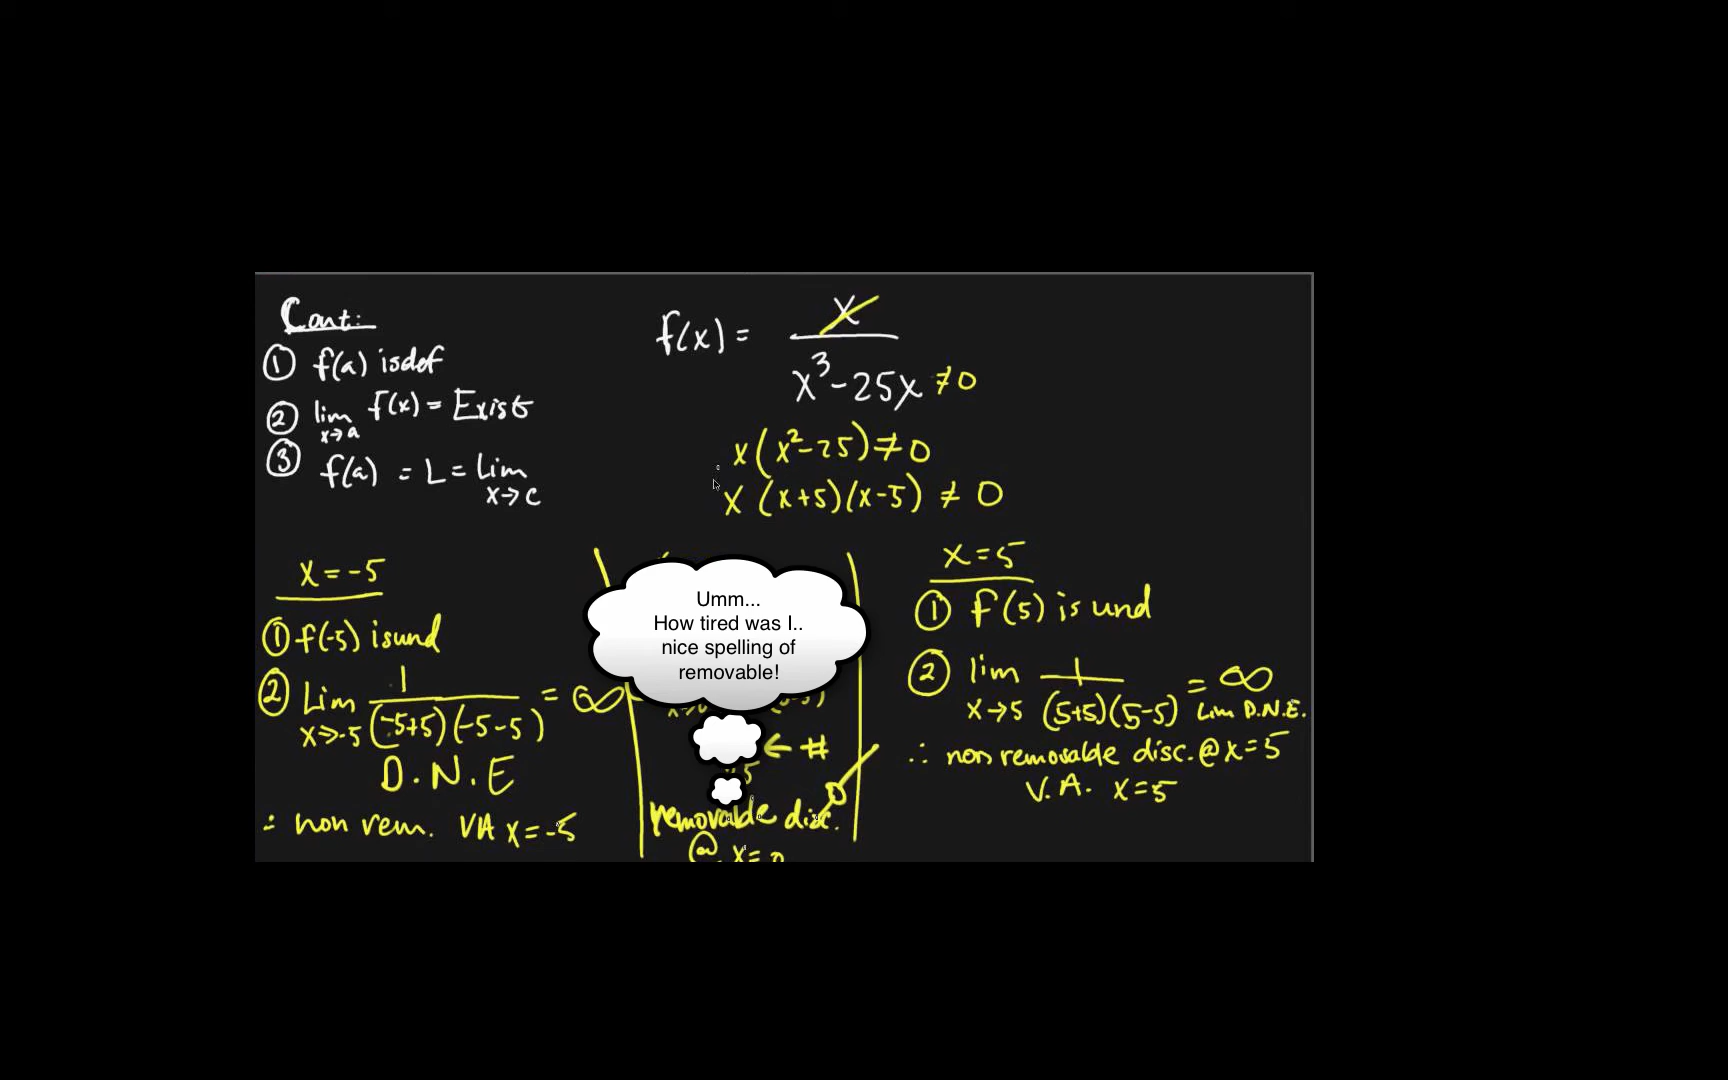 Cont:
① f(a) is def
② lim x→a f(x) = Exists
③ f(a) = L = Lim x→c
f(x) = x / x³-25x ≠0
x(x²-25)≠0
x (x+5)(x-5) ≠ 0
x=-5
① f(-5) is und
② Lim x→-5 1 / (-5+5)(-5-5) = ∞
D.N.E
∴ non rem. VA x=-5
Umm...
How tired was I..
nice spelling of
removable!
← #
removable disc.
@ x=0
x=5
① f(5) is und
② lim x→5 1 / (5+5)(5-5) = ∞
Lim D.N.E.
∴ non removable disc. @ x=5
V.A. x=5